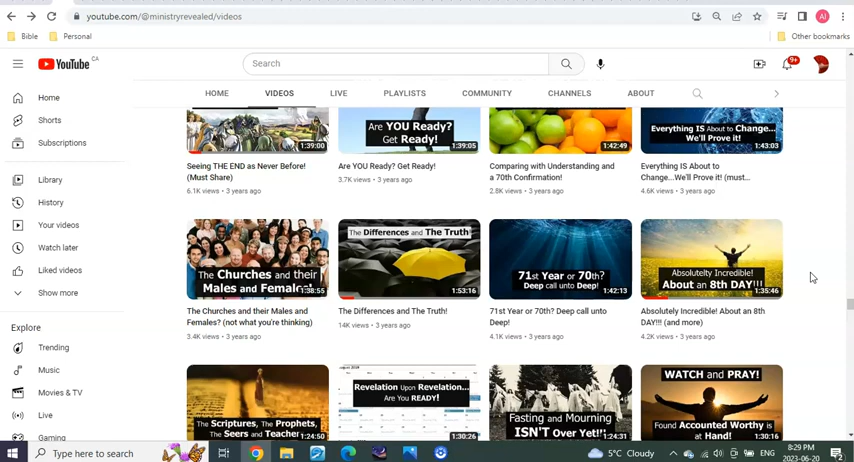 youtube.com/@ministryrevealed/videos
AI
Bible
Personal
Other bookmarks
YouTube CA
Search
9+
HOME
VIDEOS
LIVE
PLAYLISTS
COMMUNITY
CHANNELS
ABOUT
Home
Shorts
Subscriptions
Library
History
Your videos
Watch later
Liked videos
Show more
Explore
Trending
Music
Movies & TV
Live
Gaming
1:39:00
Seeing THE END as Never Before!
(Must Share)
6.1K views • 3 years ago
Are YOU Ready?
Get Ready!
1:39:05
Are YOU Ready? Get Ready!
3.7K views • 3 years ago
1:42:49
Comparing with Understanding and
a 70th Confirmation!
2.8K views • 3 years ago
Everything IS About to
Change...We'll Prove it!
1:43:03
Everything IS About to
Change...We'll Prove it! (must...
4.6K views • 3 years ago
The Churches and their
Males and Females?
1:38:55
The Churches and their Males and
Females? (not what you're thinking)
3.4K views • 3 years ago
The Differences and The Truth!
1:53:16
The Differences and The Truth!
14K views • 3 years ago
71st Year or 70th?
Deep call unto Deep!
1:42:13
71st Year or 70th? Deep call unto
Deep!
4.1K views • 3 years ago
Absolutelty Incredible!
About an 8th DAY!!!
1:35:46
Absolutely Incredible! About an 8th
DAY!!! (and more)
4.2K views • 3 years ago
The Scriptures, The Prophets,
The Seers and Teachers
1:24:50
Revelation Upon Revelation...
Are You READY!
1:30:26
Fasting and Mourning
ISN'T Over Yet!!
1:24:31
WATCH and PRAY!
Found Accounted Worthy is
at Hand!
1:30:16
Type here to search
5°C Cloudy
ENG
8:29 PM
2023-06-20
2